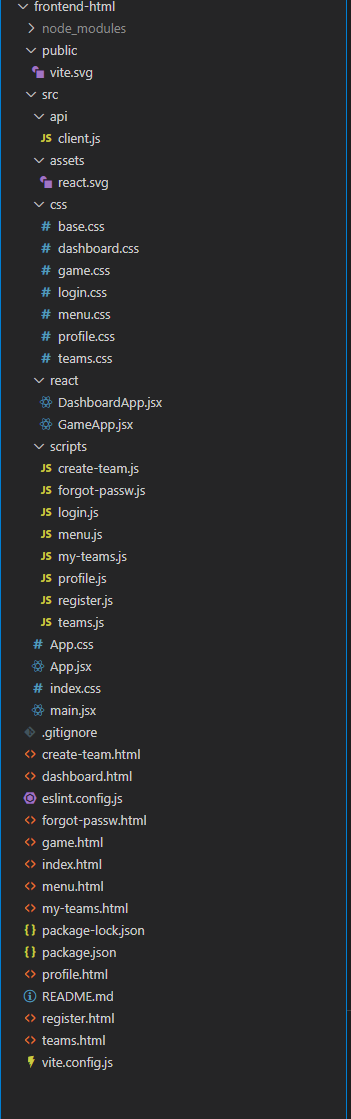 frontend-html
node_modules
public
vite.svg
src
api
JS client.js
assets
react.svg
css
# base.css
# dashboard.css
# game.css
# login.css
# menu.css
# profile.css
# teams.css
react
DashboardApp.jsx
GameApp.jsx
scripts
JS create-team.js
JS forgot-passw.js
JS login.js
JS menu.js
JS my-teams.js
JS profile.js
JS register.js
JS teams.js
# App.css
App.jsx
# index.css
main.jsx
.gitignore
<> create-team.html
<> dashboard.html
eslint.config.js
<> forgot-passw.html
<> game.html
<> index.html
<> menu.html
<> my-teams.html
{} package-lock.json
{} package.json
<> profile.html
README.md
<> register.html
<> teams.html
vite.config.js